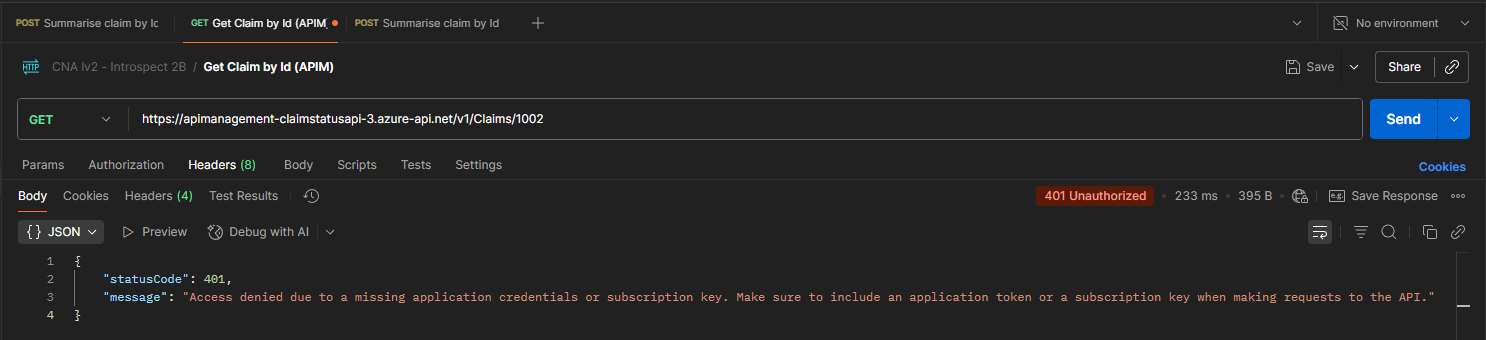 POST Summarise claim by Ic GET Get Claim by Id (APIM) POST Summarise claim by Id No environment
HTTP CNA lv2 - Introspect 2B / Get Claim by Id (APIM) Save Share
GET https://apimanagement-claimstatusapi-3.azure-api.net/v1/Claims/1002 Send
Params Authorization Headers (8) Body Scripts Tests Settings Cookies
Body Cookies Headers (4) Test Results 401 Unauthorized • 233 ms • 395 B • e.g. Save Response
{} JSON Preview Debug with AI
1 {
2 "statusCode": 401,
3 "message": "Access denied due to a missing application credentials or subscription key. Make sure to include an application token or a subscription key when making requests to the API."
4 }